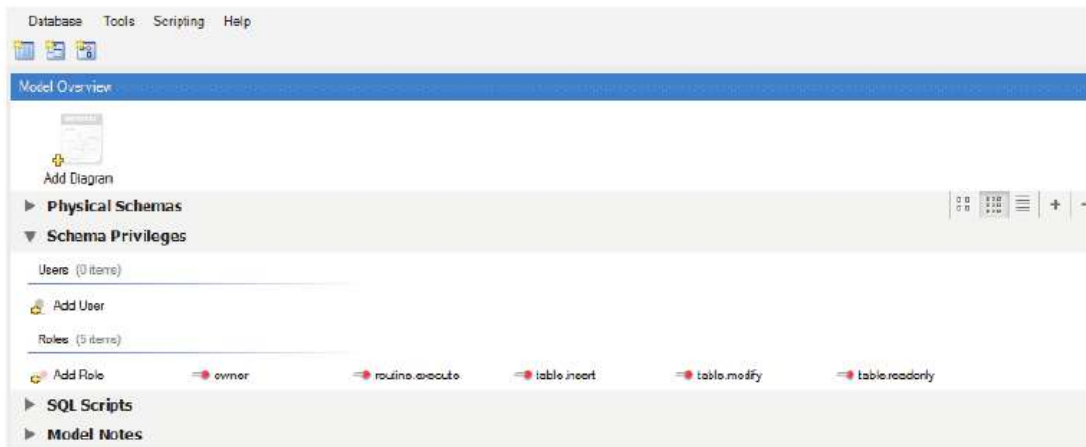 Database Tools Scripting Help
Model Overview
Add Diagram
Physical Schemas
Schema Privileges
Users (0 items)
Add User
Roles (5 items)
Add Role owner routine.execute table.insert table.modify table.readonly
SQL Scripts
Model Notes